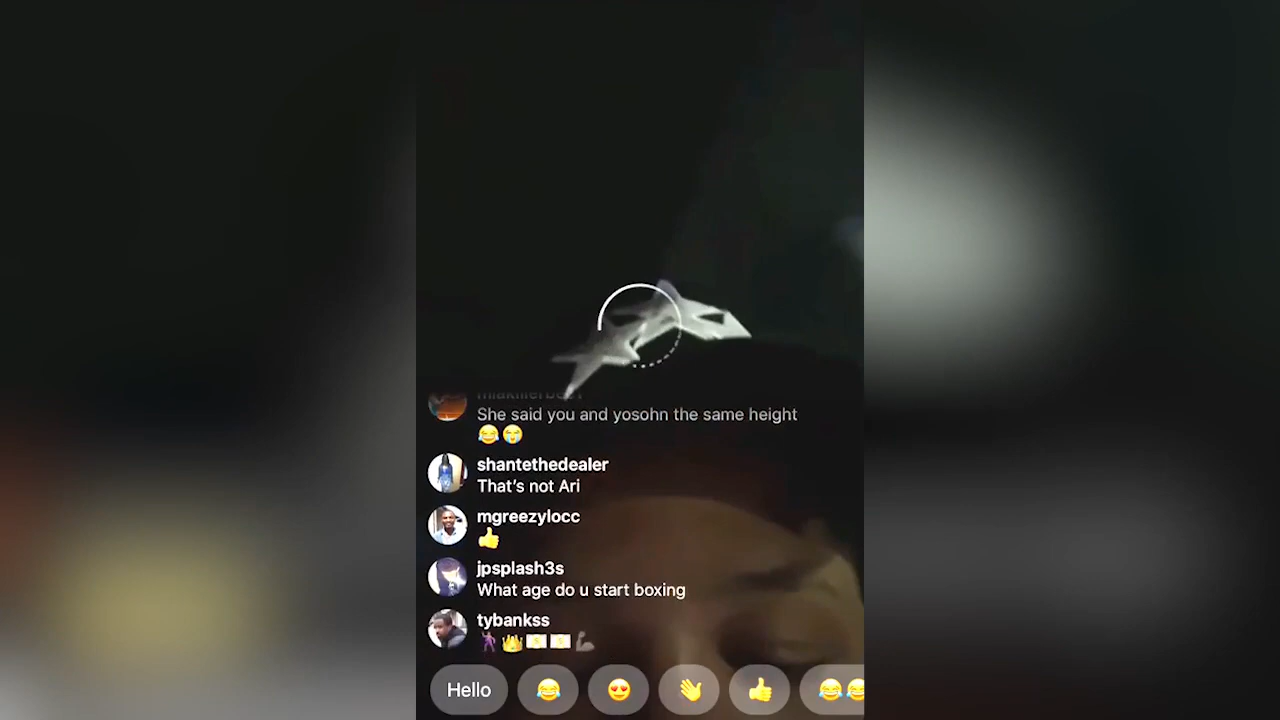 She said you and yosohn the same height
😂😭
shantethedealer
That's not Ari
mgreezylocc
👍
jpsplash3s
What age do u start boxing
tybankss
Hello